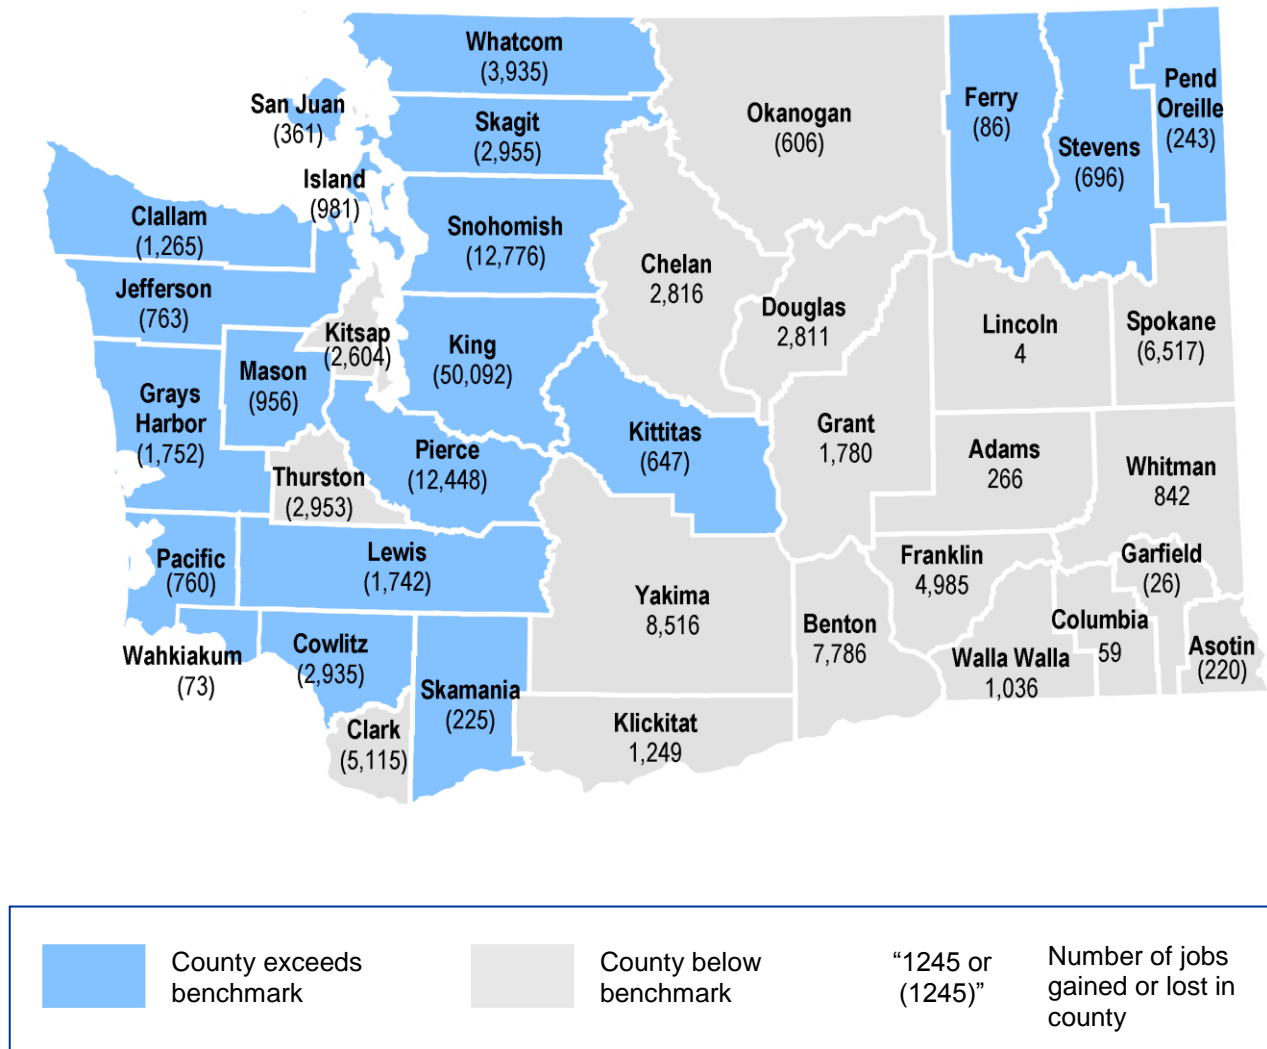 Whatcom
(3,935)
San Juan
(361)
Skagit
(2,955)
Island
(981)
Okanogan
(606)
Ferry
(86)
Stevens
(696)
Pend
Oreille
(243)
Clallam
(1,265)
Snohomish
(12,776)
Jefferson
(763)
Chelan
2,816
Douglas
2,811
Lincoln
4
Spokane
(6,517)
Kitsap
(2,604)
King
(50,092)
Mason
(956)
Grays
Harbor
(1,752)
Kittitas
(647)
Grant
1,780
Adams
266
Whitman
842
Pierce
(12,448)
Thurston
(2,953)
Pacific
(760)
Lewis
(1,742)
Yakima
8,516
Benton
7,786
Franklin
4,985
Garfield
(26)
Columbia
59
Walla Walla
1,036
Asotin
(220)
Wahkiakum
(73)
Cowlitz
(2,935)
Skamania
(225)
Clark
(5,115)
Klickitat
1,249
County exceeds
benchmark
County below
benchmark
“1245 or
(1245)”
Number of jobs
gained or lost in
county